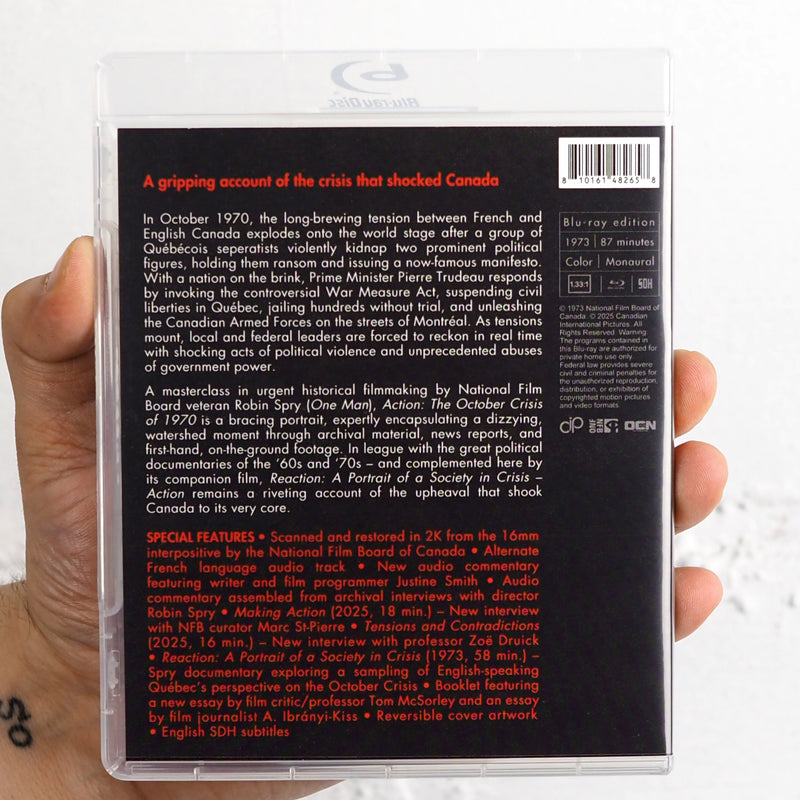 Blu-ray Disc
A gripping account of the crisis that shocked Canada
In October 1970, the long-brewing tension between French and
English Canada explodes onto the world stage after a group of
Québécois seperatists violently kidnap two prominent political
figures, holding them ransom and issuing a now-famous manifesto.
With a nation on the brink, Prime Minister Pierre Trudeau responds
by invoking the controversial War Measure Act, suspending civil
liberties in Québec, jailing hundreds without trial, and unleashing
the Canadian Armed Forces on the streets of Montréal. As tensions
mount, local and federal leaders are forced to reckon in real time
with shocking acts of political violence and unprecedented abuses
of government power.
A masterclass in urgent historical filmmaking by National Film
Board veteran Robin Spry (One Man), Action: The October Crisis
of 1970 is a bracing portrait, expertly encapsulating a dizzying,
watershed moment through archival material, news reports, and
first-hand, on-the-ground footage. In league with the great political
documentaries of the '60s and '70s – and complemented here by
its companion film, Reaction: A Portrait of a Society in Crisis –
Action remains a riveting account of the upheaval that shook
Canada to its very core.
SPECIAL FEATURES • Scanned and restored in 2K from the 16mm
interpositive by the National Film Board of Canada • Alternate
French language audio track • New audio commentary
featuring writer and film programmer Justine Smith • Audio
commentary assembled from archival interviews with director
Robin Spry • Making Action (2025, 18 min.) – New interview
with NFB curator Marc St-Pierre • Tensions and Contradictions
(2025, 16 min.) – New interview with professor Zoë Druick
• Reaction: A Portrait of a Society in Crisis (1973, 58 min.) –
Spry documentary exploring a sampling of English-speaking
Québec's perspective on the October Crisis • Booklet featuring
a new essay by film critic/professor Tom McSorley and an essay
by film journalist A. Ibrányi-Kiss • Reversible cover artwork
• English SDH subtitles
8 10161 48265 8
Blu-ray edition
1973 | 87 minutes
Color | Monaural
1.33:1 | Blu-ray | SDH
© 1973 National Film Board of
Canada. © 2025 Canadian
International Pictures. All
Rights Reserved. Warning:
The programs contained in
this Blu-ray are authorized for
private home use only.
Federal law provides severe
civil and criminal penalties for
the unauthorized reproduction,
distribution, or exhibition of
copyrighted motion pictures
and video formats.
dp NFB ONF OCN
so